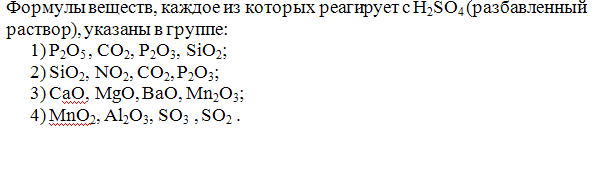 Формулы веществ, каждое из которых реагирует с H₂SO₄ (разбавленный
раствор), указаны в группе:
1) P₂O₅ , CO₂, P₂O₃, SiO₂;
2) SiO₂, NO₂, CO₂, P₂O₃;
3) CaO, MgO, BaO, Mn₂O₃;
4) MnO₂, Al₂O₃, SO₃ , SO₂ .